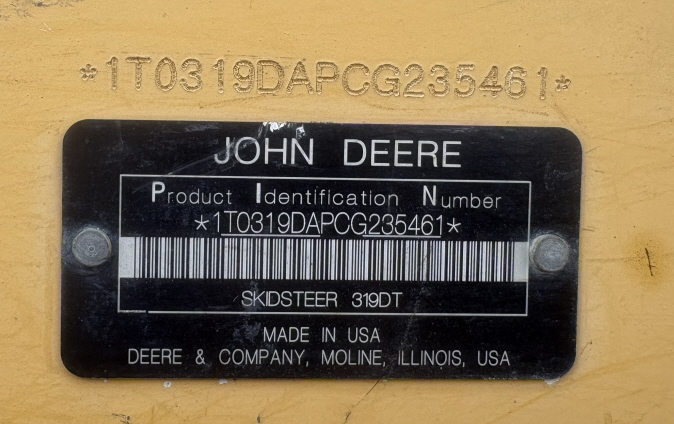 *1T0319DAPCG235461*
JOHN DEERE
Product Identification Number
*1T0319DAPCG235461*
SKIDSTEER 319DT
MADE IN USA
DEERE & COMPANY, MOLINE, ILLINOIS, USA